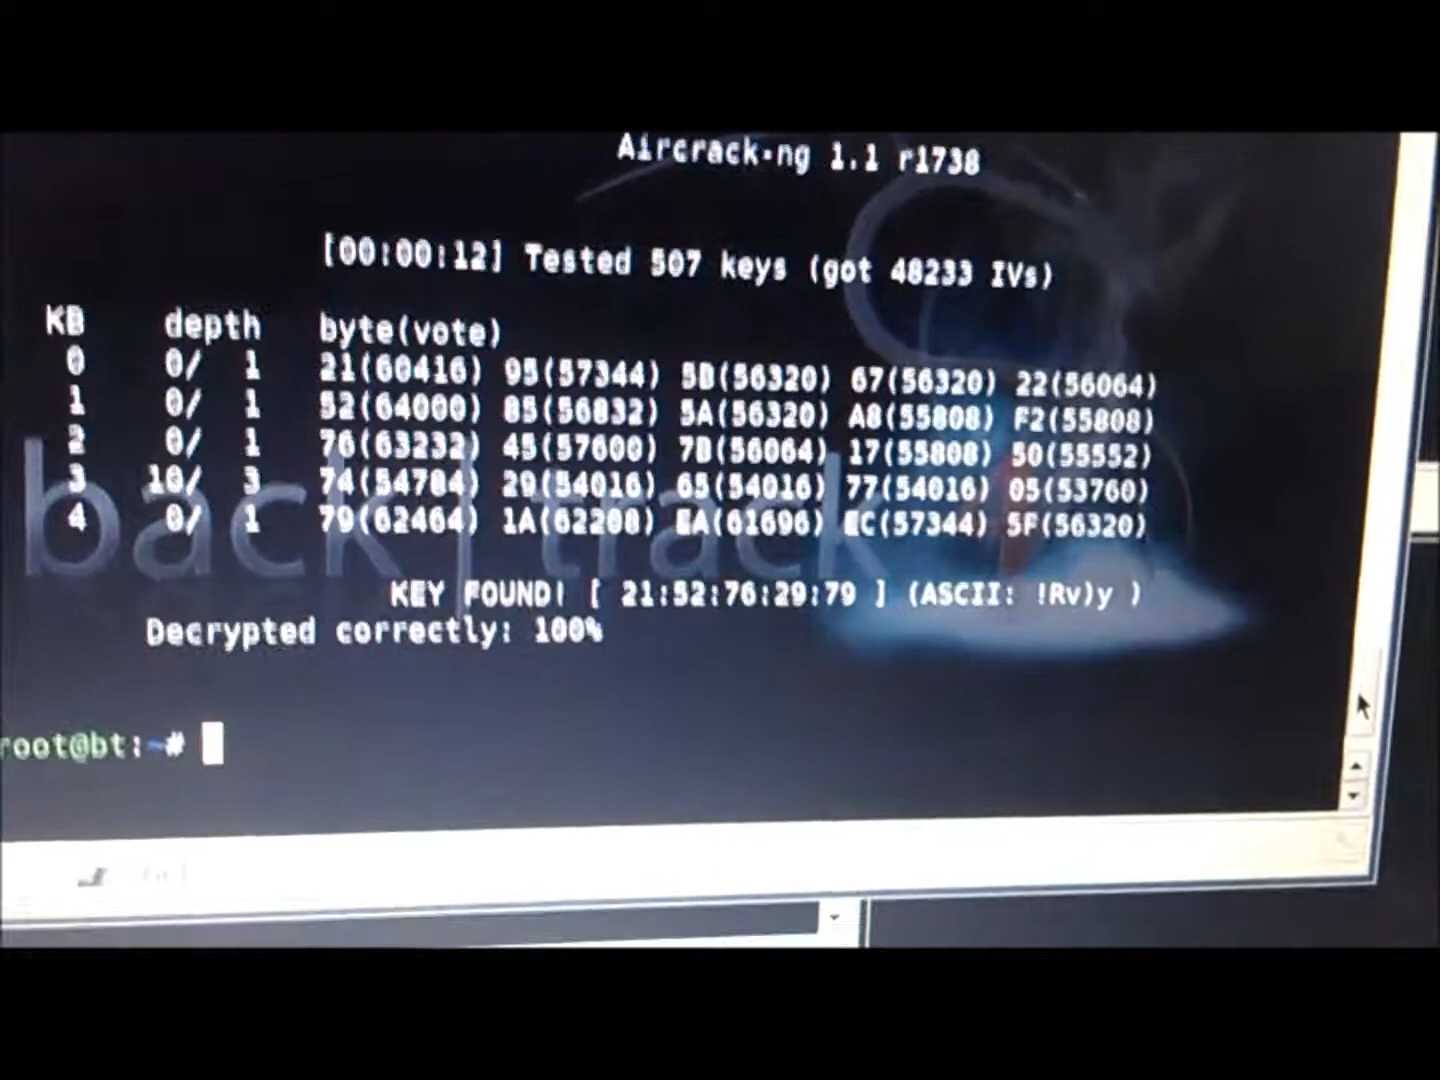 Aircrack-ng 1.1 r1738
[00:00:12] Tested 507 keys (got 48233 IVs)
KB depth byte(vote)
0 0/ 1 21(60416) 95(57344) 5B(56320) 67(56320) 22(56064)
1 0/ 1 52(64000) 85(56832) 5A(56320) A8(55808) F2(55808)
2 0/ 1 76(63232) 45(57600) 7B(56064) 17(55808) 50(55552)
3 10/ 3 74(54784) 29(54016) 65(54016) 77(54016) 05(53760)
4 0/ 1 79(62464) 1A(62208) EA(61696) EC(57344) 5F(56320)
KEY FOUND! [ 21:52:76:29:79 ] (ASCII: !Rv)y )
Decrypted correctly: 100%
root@bt:~#
back|track